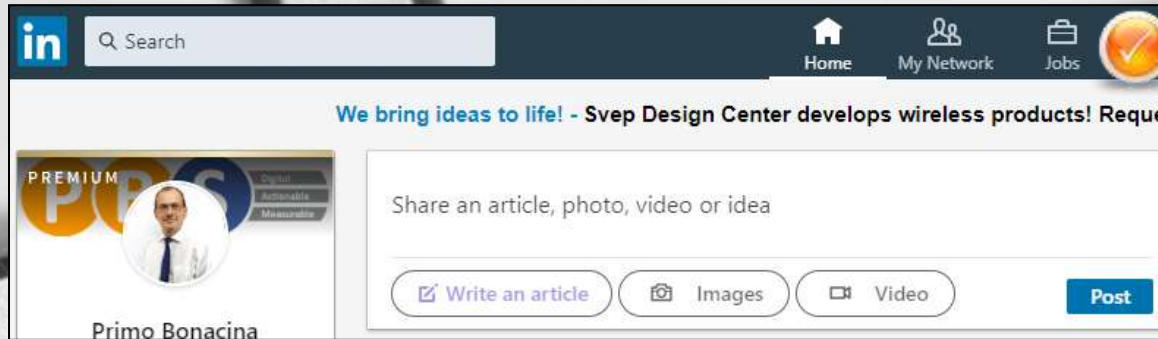 in Search
Home My Network Jobs
We bring ideas to life! - Svep Design Center develops wireless products! Reque
PREMIUM
PBS
Digital
Actionable
Measurable
Share an article, photo, video or idea
Write an article Images Video
Post
Primo Bonacina